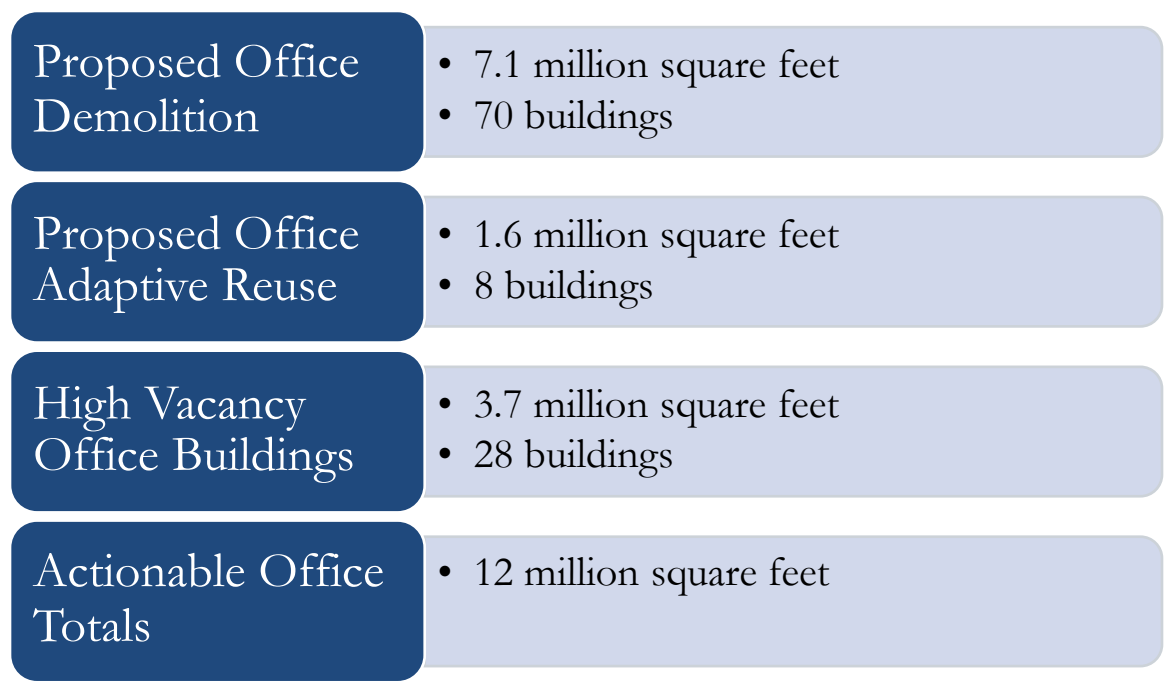 Proposed Office
Demolition
• 7.1 million square feet
• 70 buildings
Proposed Office
Adaptive Reuse
• 1.6 million square feet
• 8 buildings
High Vacancy
Office Buildings
• 3.7 million square feet
• 28 buildings
Actionable Office
Totals
• 12 million square feet